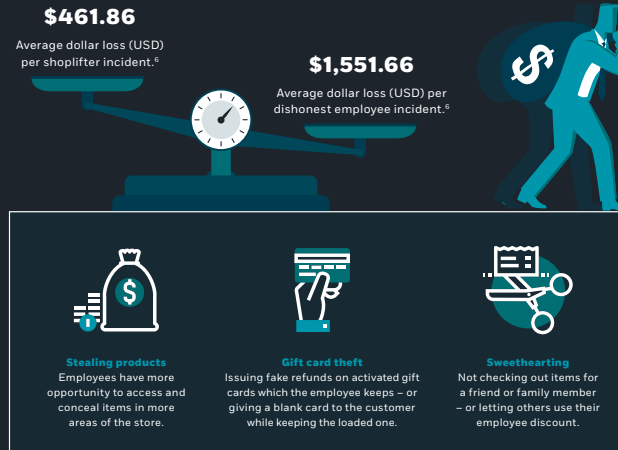 $461.86
Average dollar loss (USD)
per shoplifter incident.⁶
$1,551.66
Average dollar loss (USD) per
dishonest employee incident.⁶
$
$
Stealing products
Employees have more
opportunity to access and
conceal items in more
areas of the store.
Gift card theft
Issuing fake refunds on activated gift
cards which the employee keeps – or
giving a blank card to the customer
while keeping the loaded one.
Sweethearting
Not checking out items for
a friend or family member
– or letting others use their
employee discount.